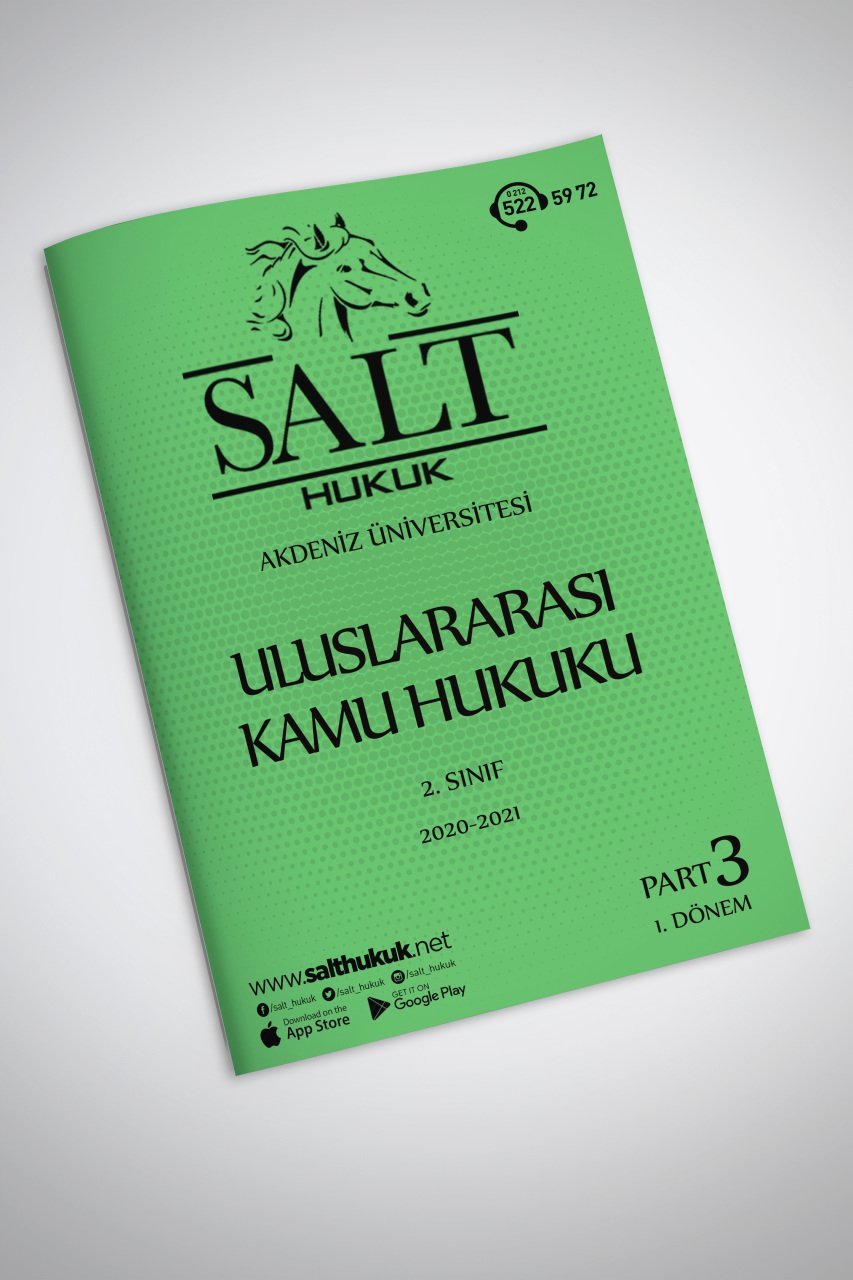 0 212
522 59 72
SALT
HUKUK
AKDENİZ ÜNİVERSİTESİ
ULUSLARARASI
KAMU HUKUKU
2. SINIF
2020-2021
PART 3
1. DÖNEM
www.salthukuk.net
/salt_hukuk /salt_hukuk /salt_hukuk
Download on the
App Store
GET IT ON
Google Play